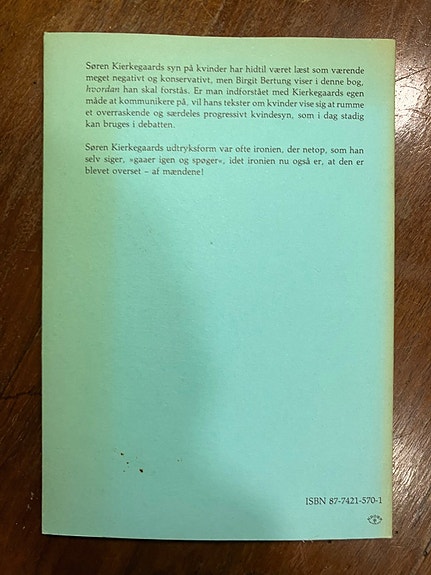 Søren Kierkegaards syn på kvinder har hidtil været læst som værende
meget negativt og konservativt, men Birgit Bertung viser i denne bog,
hvordan han skal forstås. Er man indforstået med Kierkegaards egen
måde at kommunikere på, vil hans tekster om kvinder vise sig at rumme
et overraskende og særdeles progressivt kvindesyn, som i dag stadig
kan bruges i debatten.
Søren Kierkegaards udtryksform var ofte ironien, der netop, som han
selv siger, »gaaer igen og spøger«, idet ironien nu også er, at den er
blevet overset – af mændene!
ISBN 87-7421-570-1